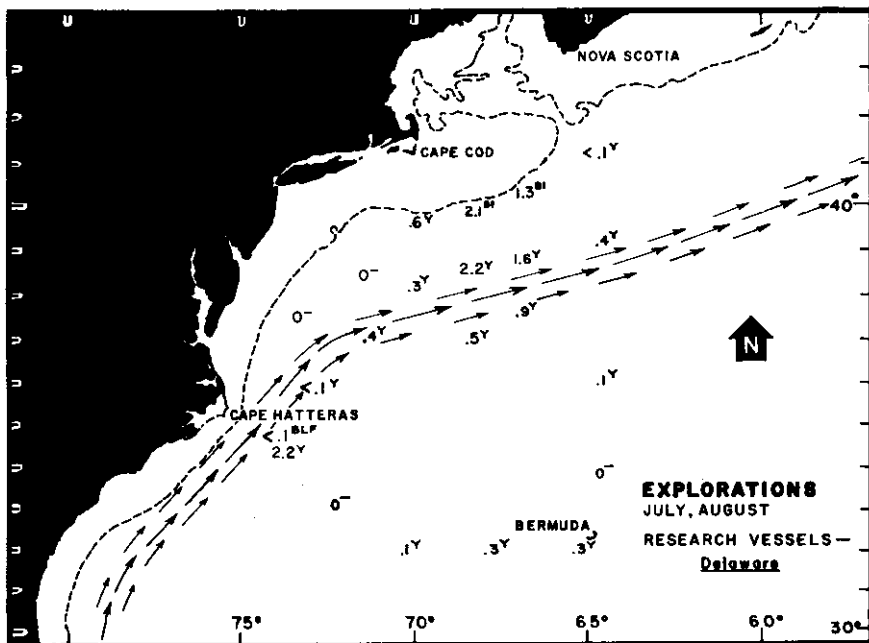 NOVA SCOTIA
CAPE COD
<.1Y
1.3BI
2.1BI
.6Y
40°
.4Y
1.6Y
2.2Y
0–
.3Y
0–
.9Y
.4Y
.5Y
N
<.1Y
.1Y
CAPE HATTERAS
<.1BLF
2.2Y
0–
0–
EXPLORATIONS
JULY, AUGUST
BERMUDA
RESEARCH VESSELS—
.1Y
.3Y
.3Y
Delaware
75°
70°
65°
60°
30°